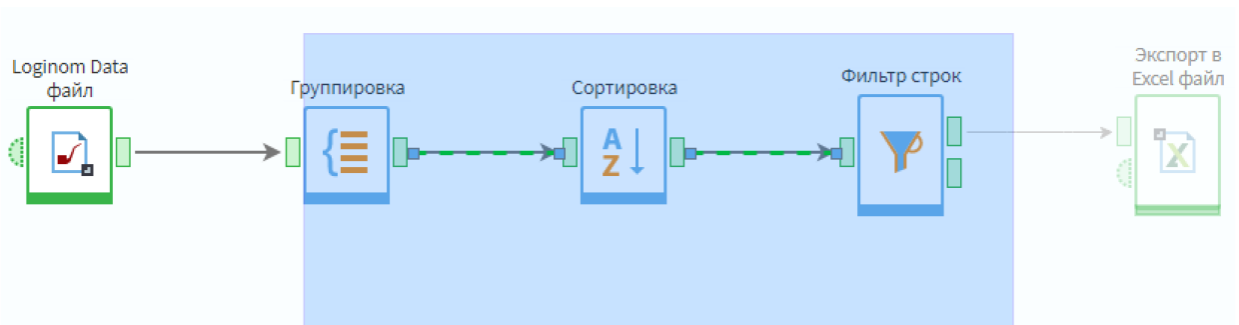 Loginom Data
файл
Группировка
Сортировка
A
Z
Фильтр строк
Экспорт в
Excel файл
X